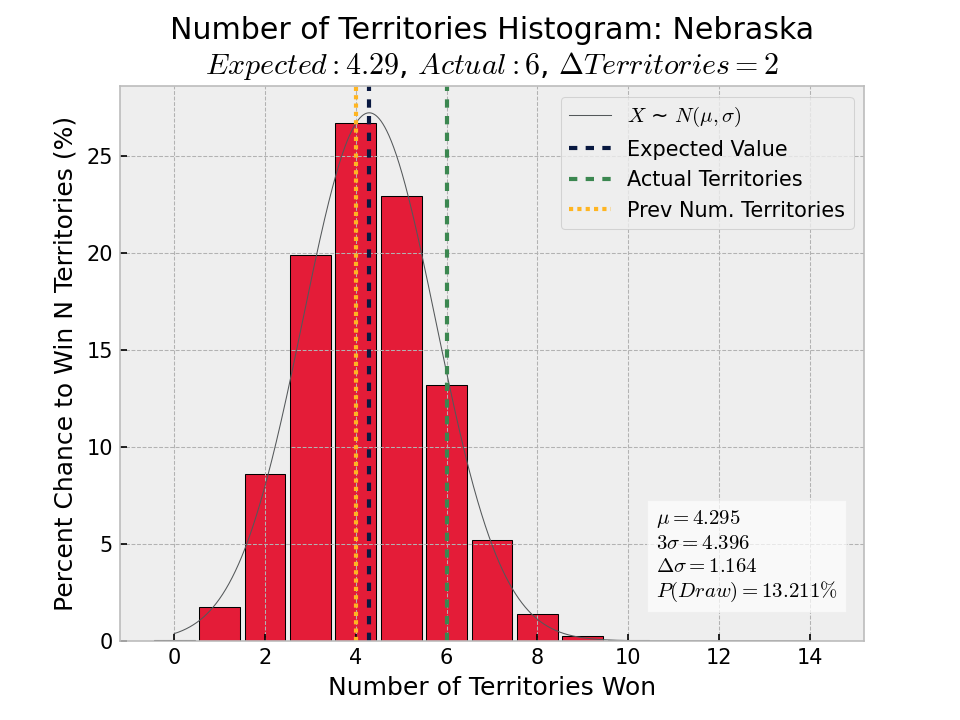 Number of Territories Histogram: Nebraska
Expected : 4.29, Actual : 6, ΔTerritories = 2
Percent Chance to Win N Territories (%)
25
20
15
10
5
0
X ~ N(μ, σ)
Expected Value
Actual Territories
Prev Num. Territories
μ = 4.295
3σ = 4.396
Δσ = 1.164
P(Draw) = 13.211%
0 2 4 6 8 10 12 14
Number of Territories Won